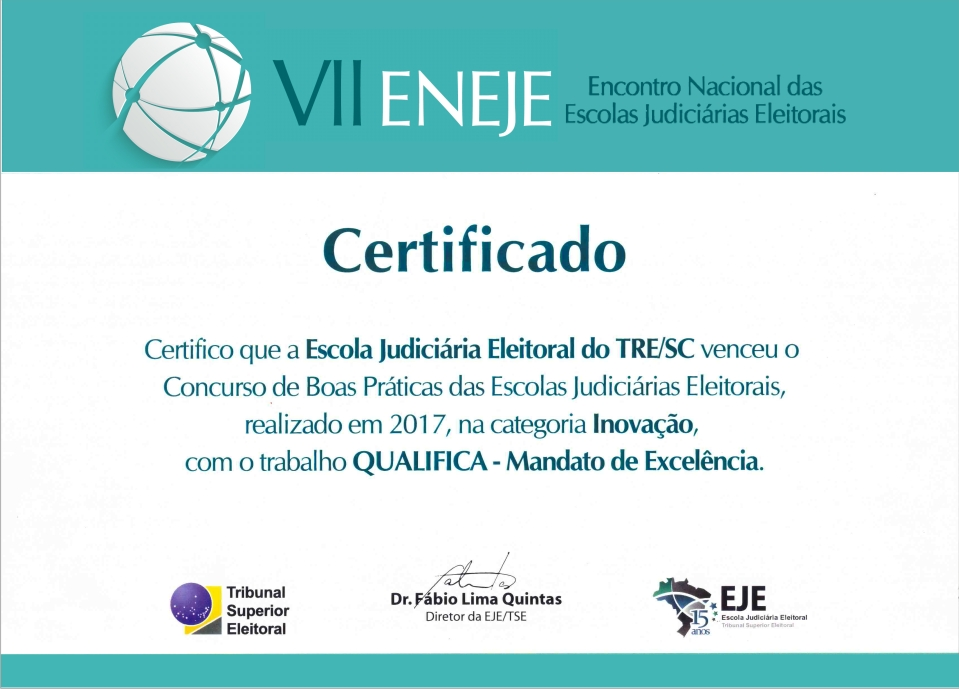 VII ENEJE
Encontro Nacional das
Escolas Judiciárias Eleitorais
Certificado
Certifico que a Escola Judiciária Eleitoral do TRE/SC venceu o
Concurso de Boas Práticas das Escolas Judiciárias Eleitorais,
realizado em 2017, na categoria Inovação,
com o trabalho QUALIFICA - Mandato de Excelência.
Tribunal
Superior
Eleitoral
Dr. Fábio Lima Quintas
Diretor da EJE/TSE
15
anos
EJE
Escola Judiciária Eleitoral
Tribunal Superior Eleitoral